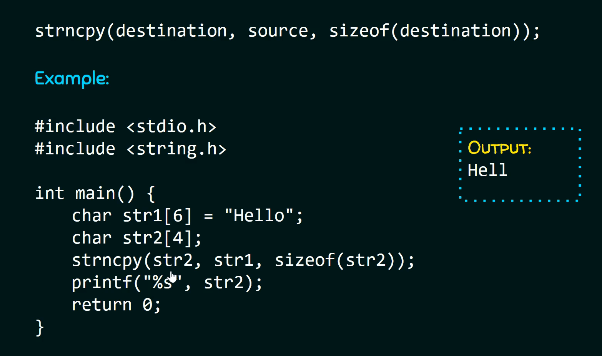 strncpy(destination, source, sizeof(destination));
Example:
#include <stdio.h>
#include <string.h>
int main() {
char str1[6] = "Hello";
char str2[4];
strncpy(str2, str1, sizeof(str2));
printf("%s", str2);
return 0;
}
OUTPUT:
Hell